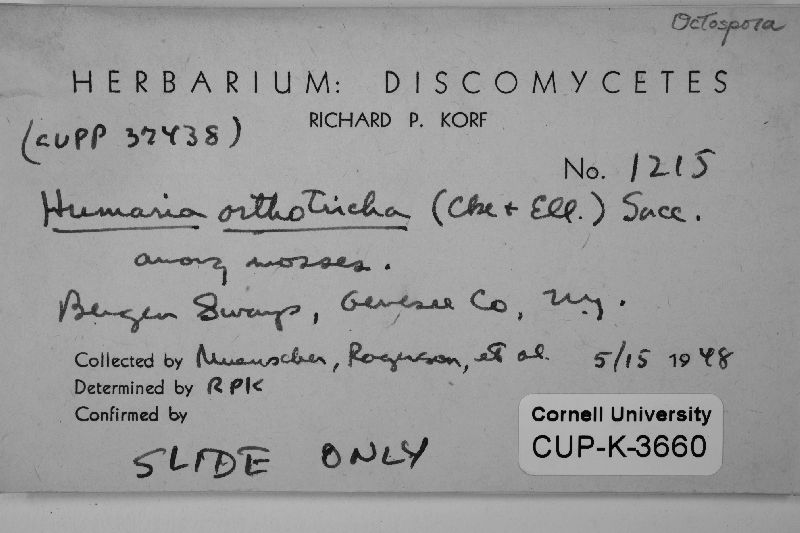 Octospora
HERBARIUM: DISCOMYCETES
RICHARD P. KORF
(CUPP 37438)
No. 1215
Humaria orthotricha (Cke + Ell.) Sacc.
among mosses.
Bergen Swamp, Genesee Co, N.Y.
Collected by Muenscher, Rogerson, et al. 5/15 1948
Determined by RPK
Confirmed by
SLIDE ONLY
Cornell University
CUP-K-3660